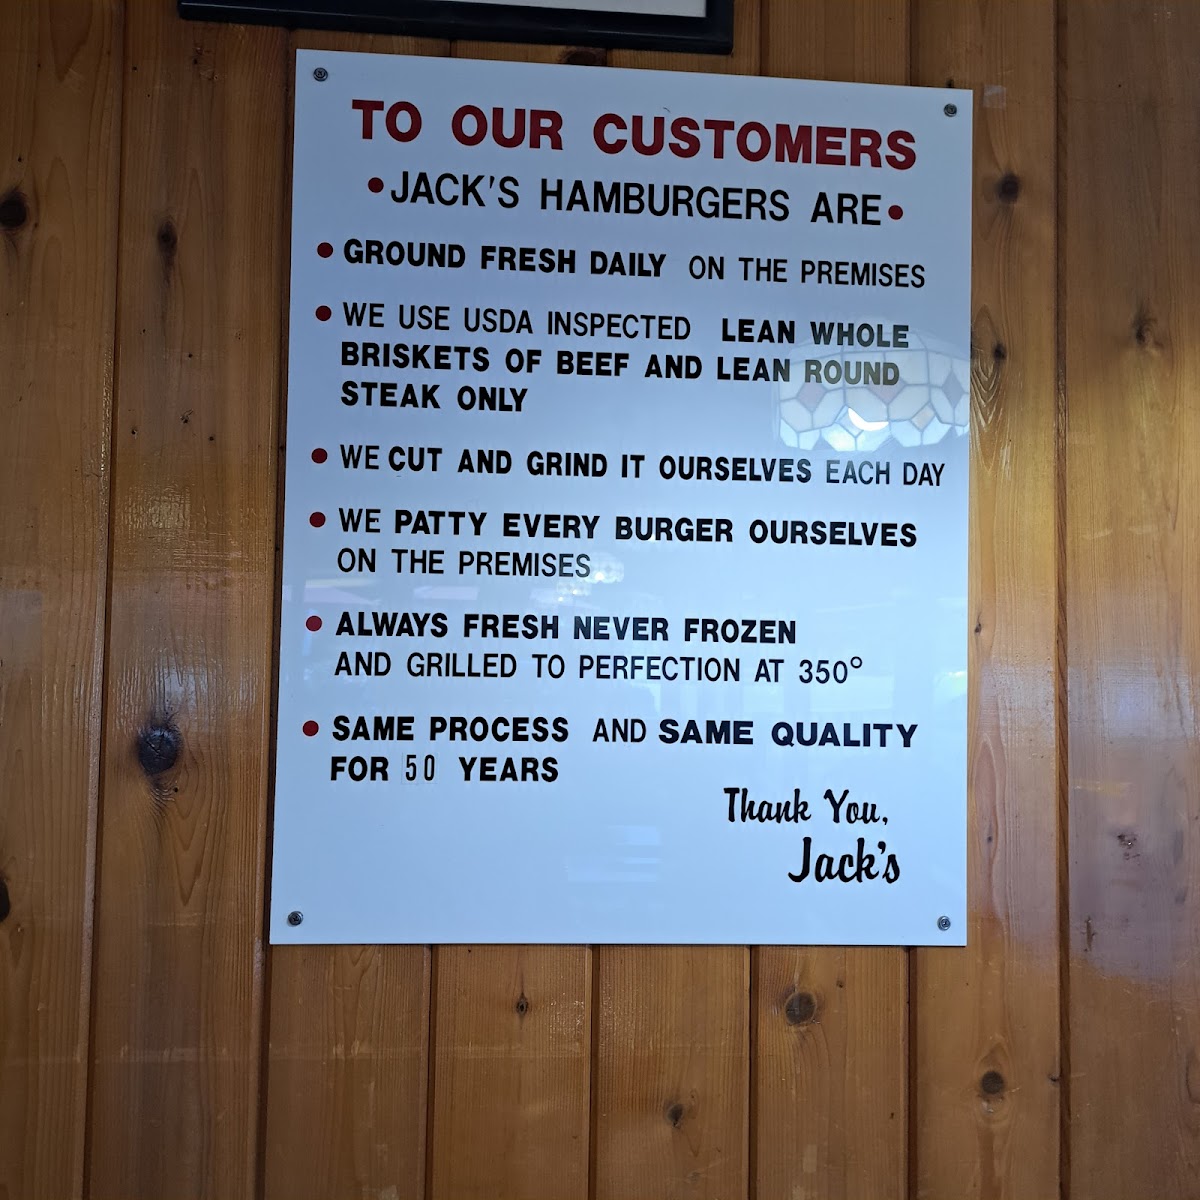 TO OUR CUSTOMERS
•JACK'S HAMBURGERS ARE•
• GROUND FRESH DAILY ON THE PREMISES
• WE USE USDA INSPECTED LEAN WHOLE
BRISKETS OF BEEF AND LEAN ROUND
STEAK ONLY
• WE CUT AND GRIND IT OURSELVES EACH DAY
• WE PATTY EVERY BURGER OURSELVES
ON THE PREMISES
• ALWAYS FRESH NEVER FROZEN
AND GRILLED TO PERFECTION AT 350°
• SAME PROCESS AND SAME QUALITY
FOR 50 YEARS
Thank You,
Jack's